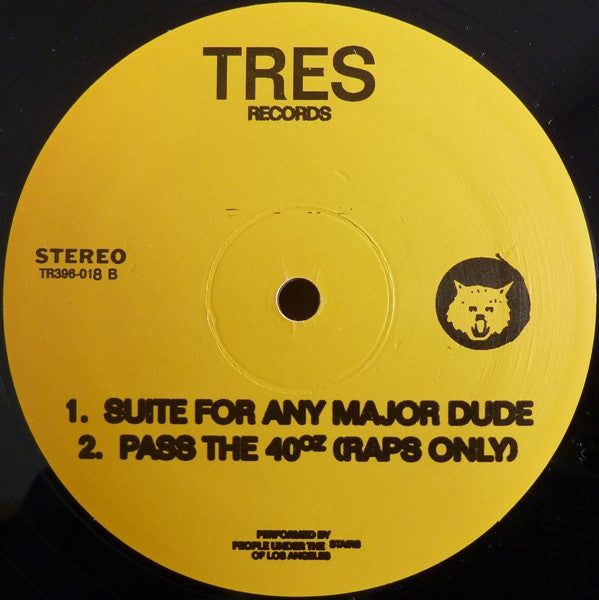 TRES
RECORDS
STEREO
TR396-018 B
1. SUITE FOR ANY MAJOR DUDE
2. PASS THE 40OZ (RAPS ONLY)
PERFORMED BY
PEOPLE UNDER THE STAIRS
OF LOS ANGELES